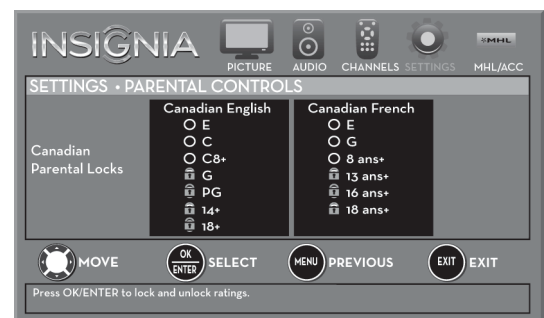 INSIGNIA
PICTURE AUDIO CHANNELS SETTINGS MHL MHL/ACC
SETTINGS • PARENTAL CONTROLS
Canadian Parental Locks
Canadian English
E
C
C8+
G
PG
14+
18+
Canadian French
E
G
8 ans+
13 ans+
16 ans+
18 ans+
MOVE OK ENTER SELECT MENU PREVIOUS EXIT EXIT
Press OK/ENTER to lock and unlock ratings.